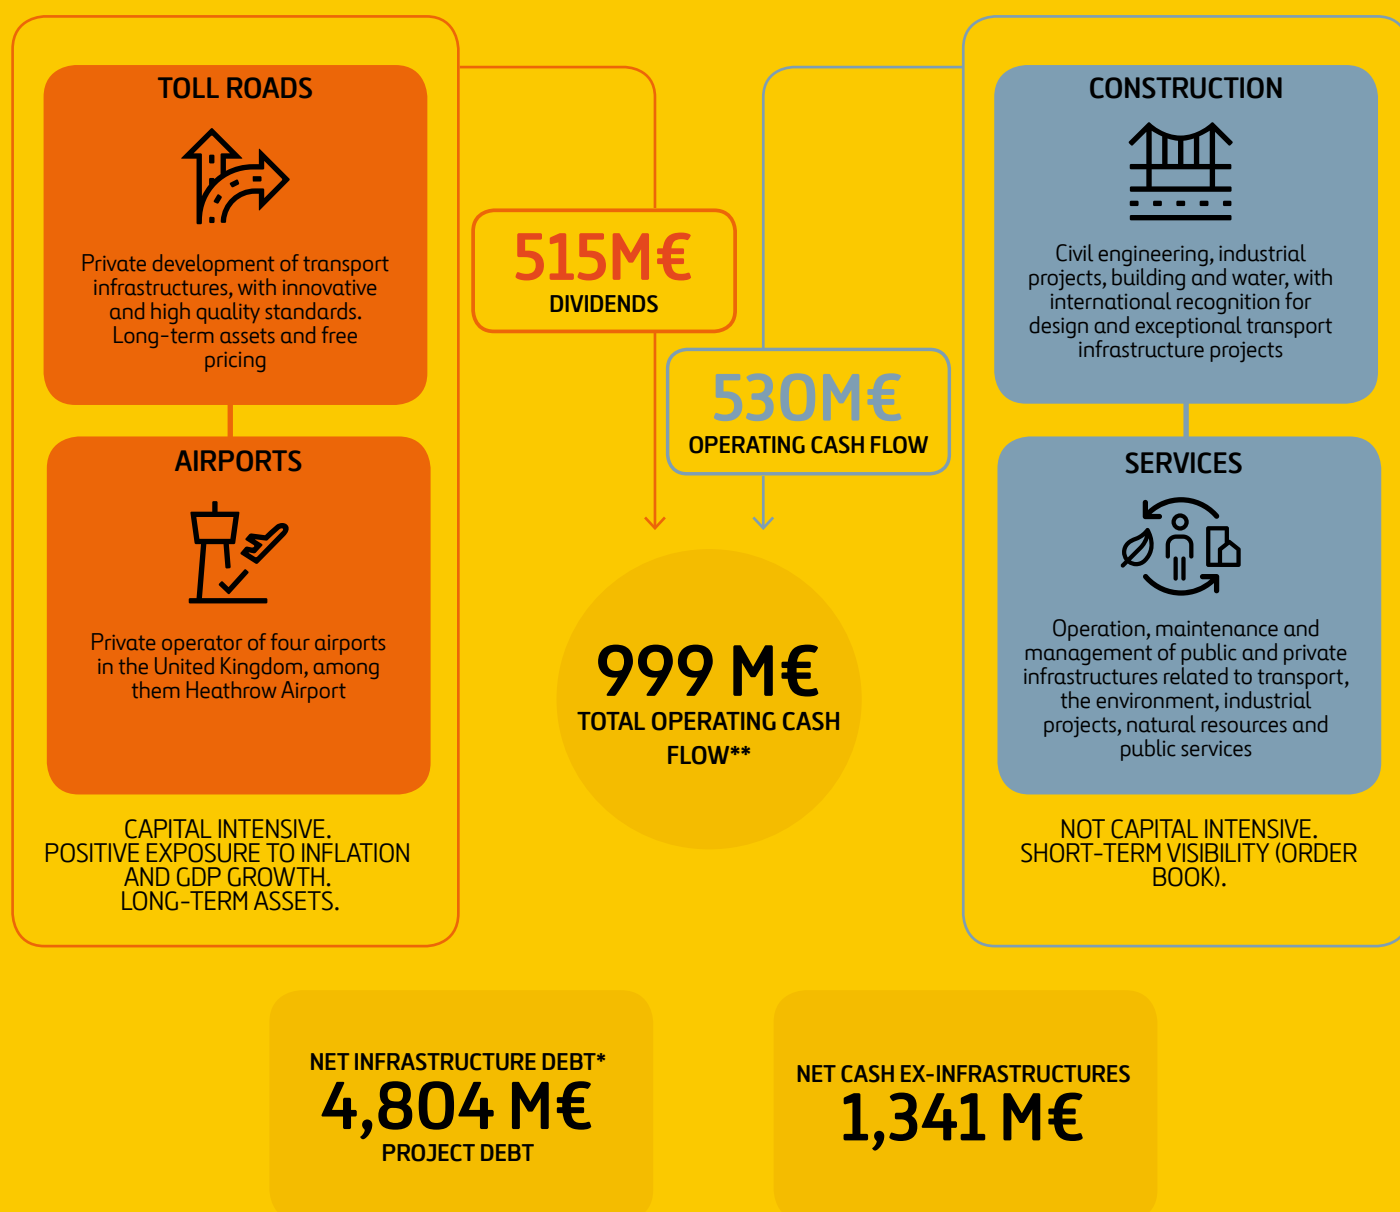 TOLL ROADS
Private development of transport
infrastructures, with innovative
and high quality standards.
Long-term assets and free
pricing
AIRPORTS
Private operator of four airports
in the United Kingdom, among
them Heathrow Airport
CAPITAL INTENSIVE.
POSITIVE EXPOSURE TO INFLATION
AND GDP GROWTH.
LONG-TERM ASSETS.
515M€
DIVIDENDS
530M€
OPERATING CASH FLOW
999 M€
TOTAL OPERATING CASH
FLOW**
CONSTRUCTION
Civil engineering, industrial
projects, building and water, with
international recognition for
design and exceptional transport
infrastructure projects
SERVICES
Operation, maintenance and
management of public and private
infrastructures related to transport,
the environment, industrial
projects, natural resources and
public services
NOT CAPITAL INTENSIVE.
SHORT-TERM VISIBILITY (ORDER
BOOK).
NET INFRASTRUCTURE DEBT*
4,804 M€
PROJECT DEBT
NET CASH EX-INFRASTRUCTURES
1,341 M€